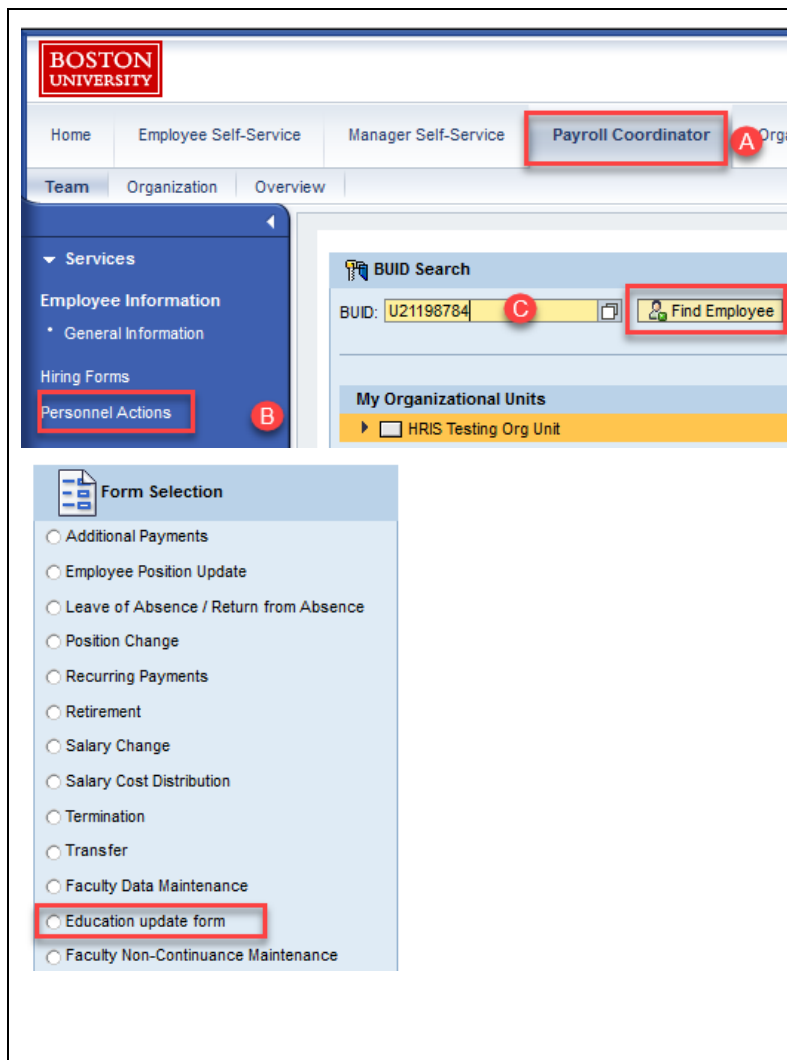 BOSTON
UNIVERSITY
Home Employee Self-Service Manager Self-Service Payroll Coordinator A Orga
Team Organization Overview
Services
Employee Information
• General Information
Hiring Forms
Personnel Actions B
BUID Search
BUID: U21198784 C Find Employee
My Organizational Units
HRIS Testing Org Unit
Form Selection
Additional Payments
Employee Position Update
Leave of Absence / Return from Absence
Position Change
Recurring Payments
Retirement
Salary Change
Salary Cost Distribution
Termination
Transfer
Faculty Data Maintenance
Education update form
Faculty Non-Continuance Maintenance